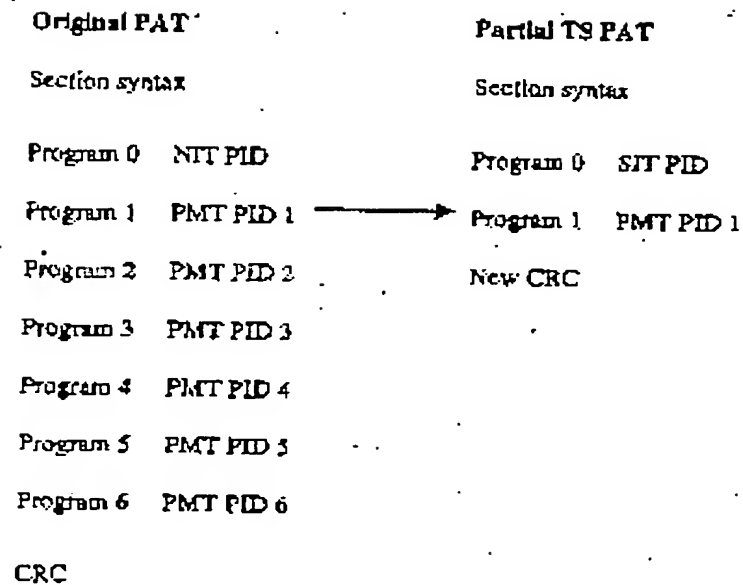 Original PAT
Section syntax
Program 0 NIT PID
Program 1 PMT PID 1
Program 2 PMT PID 2
Program 3 PMT PID 3
Program 4 PMT PID 4
Program 5 PMT PID 5
Program 6 PMT PID 6
CRC
Partial TS PAT
Section syntax
Program 0 SIT PID
Program 1 PMT PID 1
New CRC